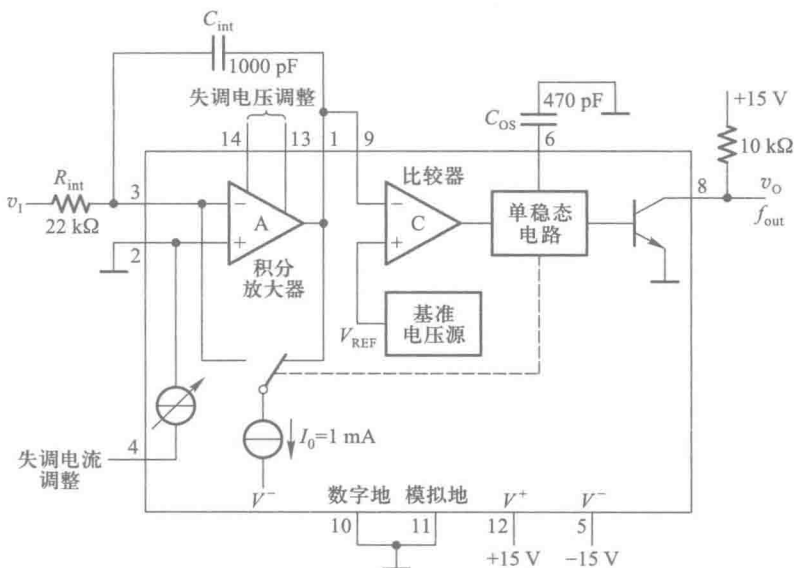 C_int
1000 pF
失调电压调整
14 13 1 9
C_OS
470 pF
6
+15 V
10 kΩ
R_int
3
v_I
22 kΩ
2
− A +
积分
放大器
比较器
− C +
单稳态
电路
8
v_O
f_out
V_REF
基准
电压源
I_0=1 mA
4
失调电流
调整
V^-
数字地 模拟地 V^+ V^-
10 11 12 5
+15 V −15 V